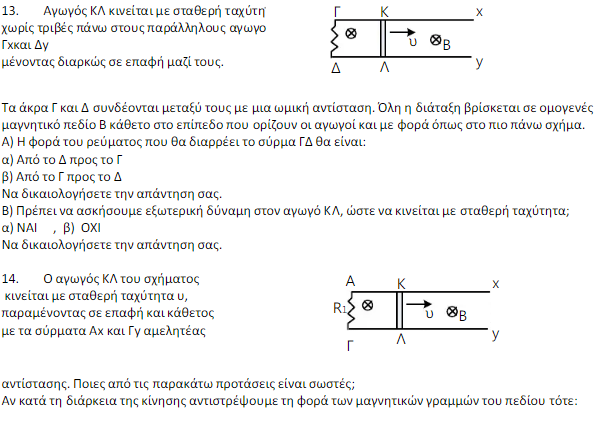 13. Αγωγός ΚΛ κινείται με σταθερή ταχύτη
χωρίς τριβές πάνω στους παράλληλους αγωγο
Γχκαι Δy
μένοντας διαρκώς σε επαφή μαζί τους.
Γ Κ x
υ Β
Δ Λ y
Τα άκρα Γ και Δ συνδέονται μεταξύ τους με μια ωμική αντίσταση. Όλη η διάταξη βρίσκεται σε ομογενές
μαγνητικό πεδίο Β κάθετο στο επίπεδο που ορίζουν οι αγωγοί και με φορά όπως στο πιο πάνω σχήμα.
Α) Η φορά του ρεύματος που θα διαρρέει το σύρμα ΓΔ θα είναι:
α) Από το Δ προς το Γ
β) Από το Γ προς το Δ
Να δικαιολογήσετε την απάντηση σας.
Β) Πρέπει να ασκήσουμε εξωτερική δύναμη στον αγωγό ΚΛ, ώστε να κινείται με σταθερή ταχύτητα;
α) ΝΑΙ , β) ΟΧΙ
Να δικαιολογήσετε την απάντηση σας.
14. Ο αγωγός ΚΛ του σχήματος
κινείται με σταθερή ταχύτητα υ,
παραμένοντας σε επαφή και κάθετος
με τα σύρματα Αx και Γy αμελητέας
Α Κ x
R1 υ Β
Γ Λ y
αντίστασης. Ποιες από τις παρακάτω προτάσεις είναι σωστές;
Αν κατά τη διάρκεια της κίνησης αντιστρέψουμε τη φορά των μαγνητικών γραμμών του πεδίου τότε: